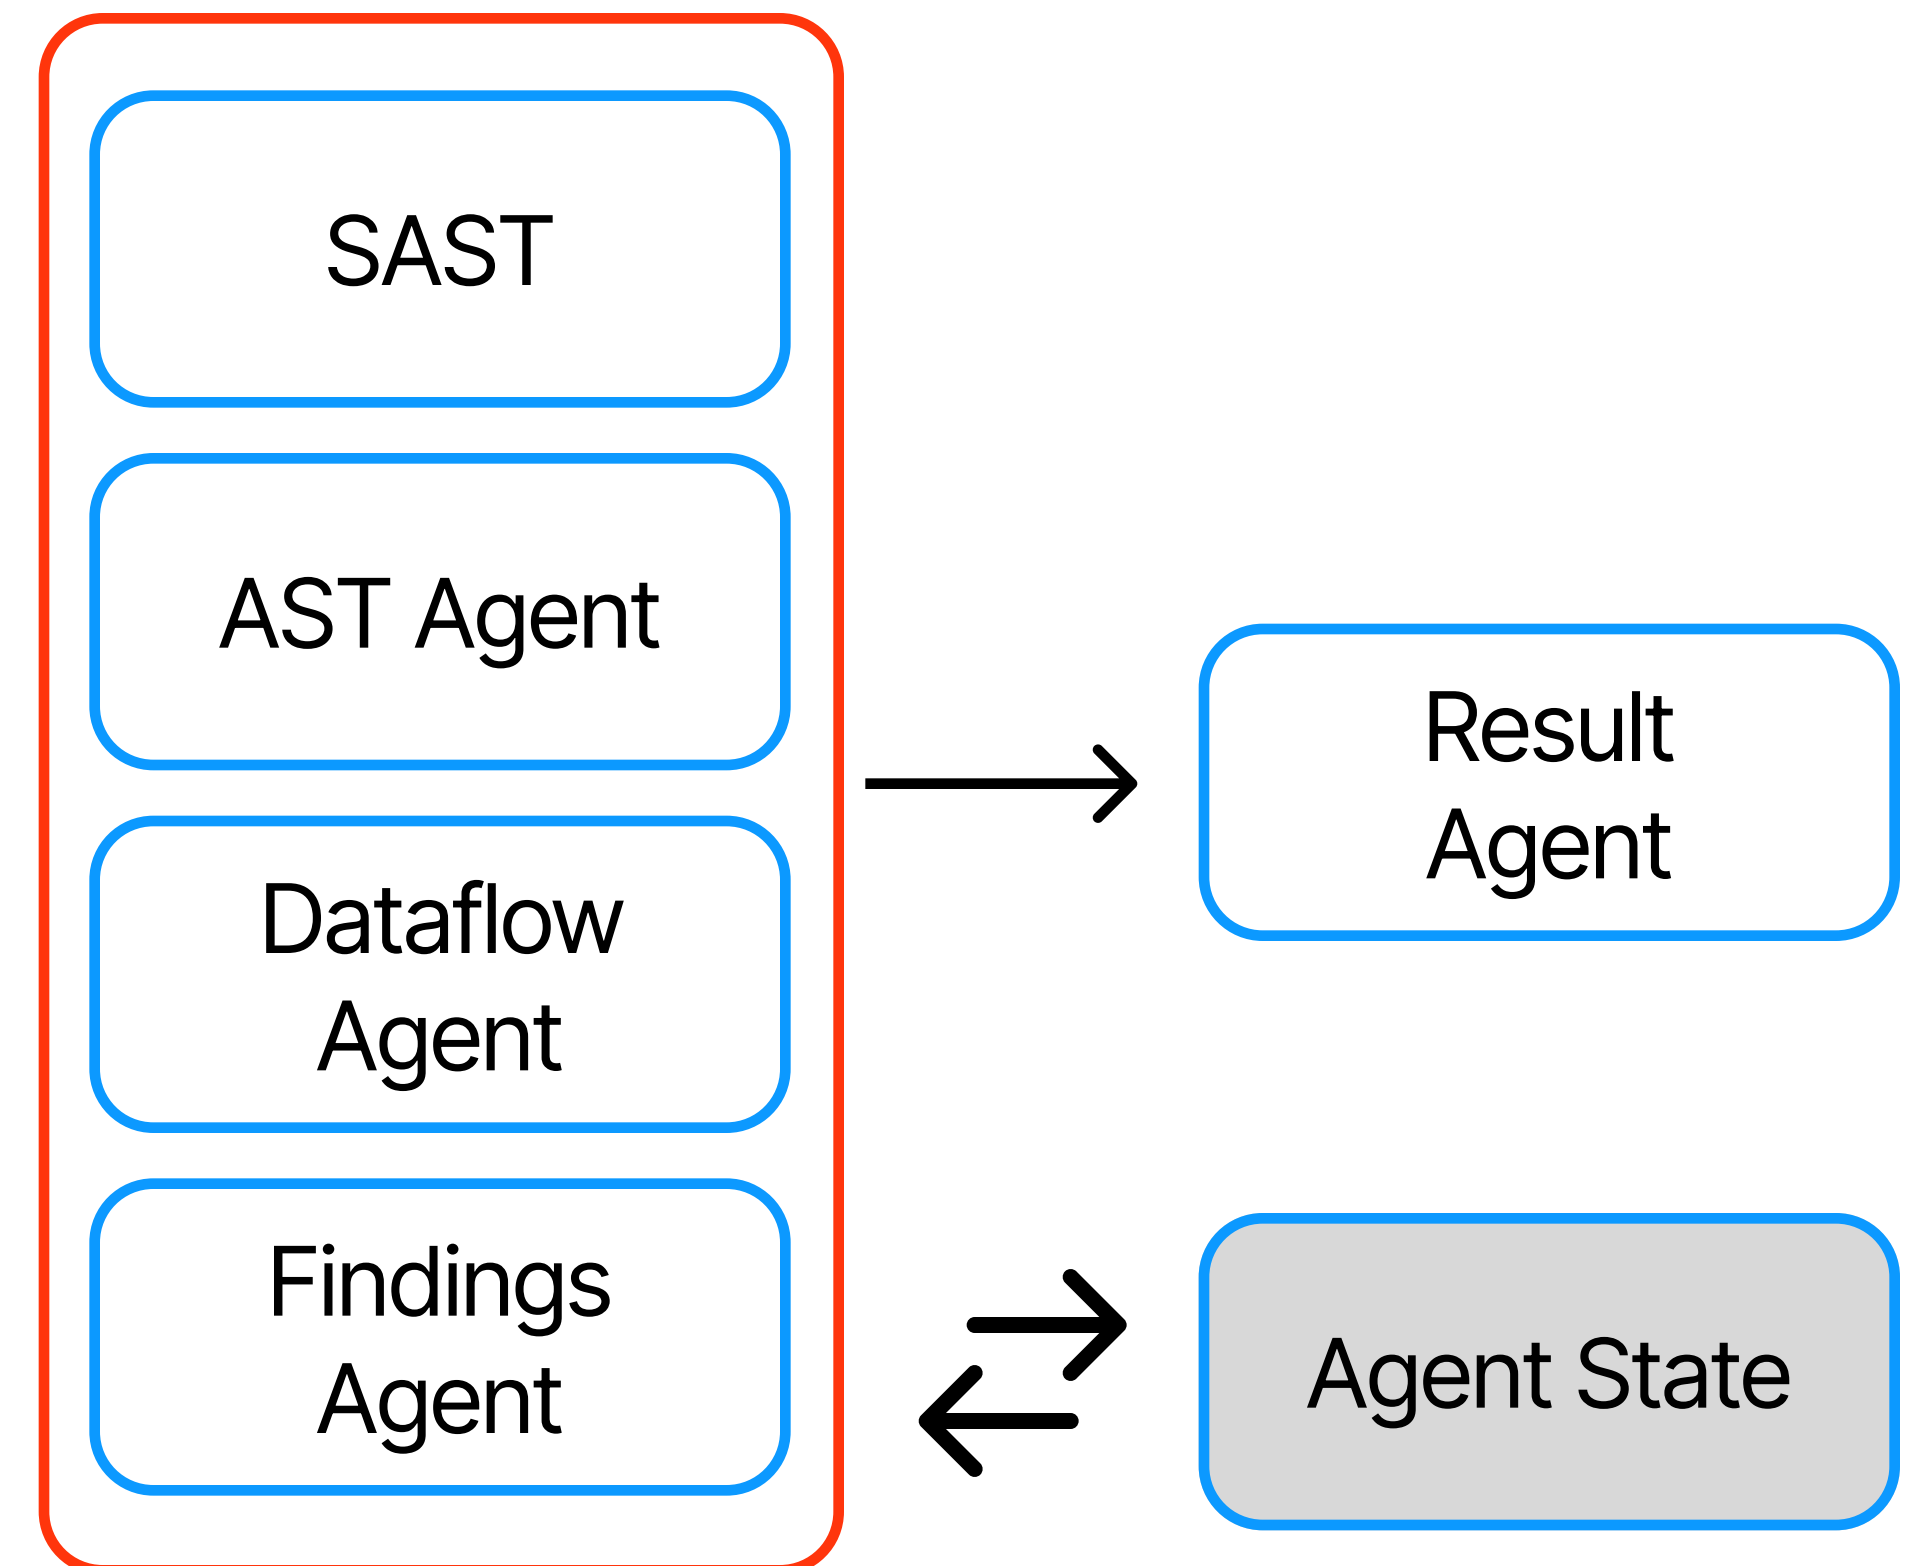 SAST
AST Agent
Dataflow
Agent
Findings
Agent
Result
Agent
Agent State